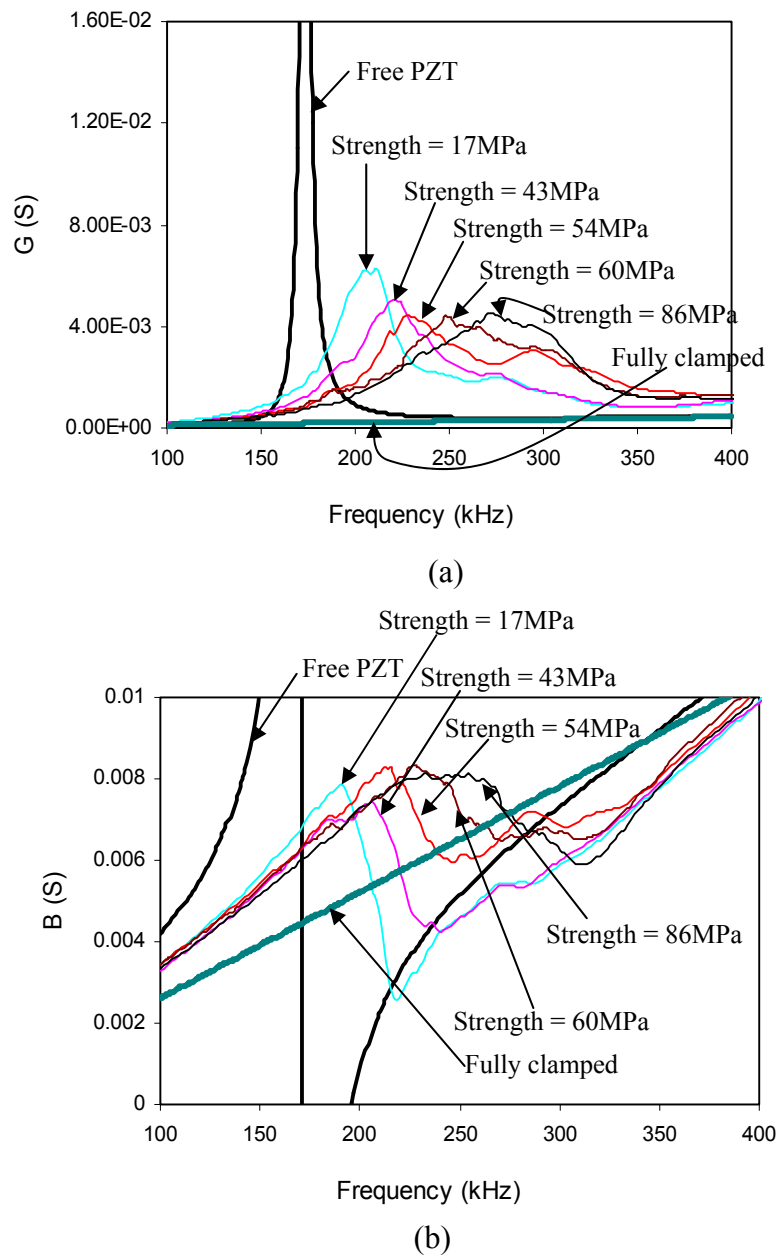 1.60E-02
Free PZT
1.20E-02
Strength = 17MPa
Strength = 43MPa
8.00E-03
Strength = 54MPa
G (S)
Strength = 60MPa
4.00E-03
Strength = 86MPa
Fully clamped
0.00E+00
100 150 200 250 300 350 400
Frequency (kHz)
(a)
Strength = 17MPa
Free PZT
Strength = 43MPa
0.01
Strength = 54MPa
0.008
0.006
B (S)
0.004
Strength = 86MPa
0.002
Strength = 60MPa
Fully clamped
0
100 150 200 250 300 350 400
Frequency (kHz)
(b)